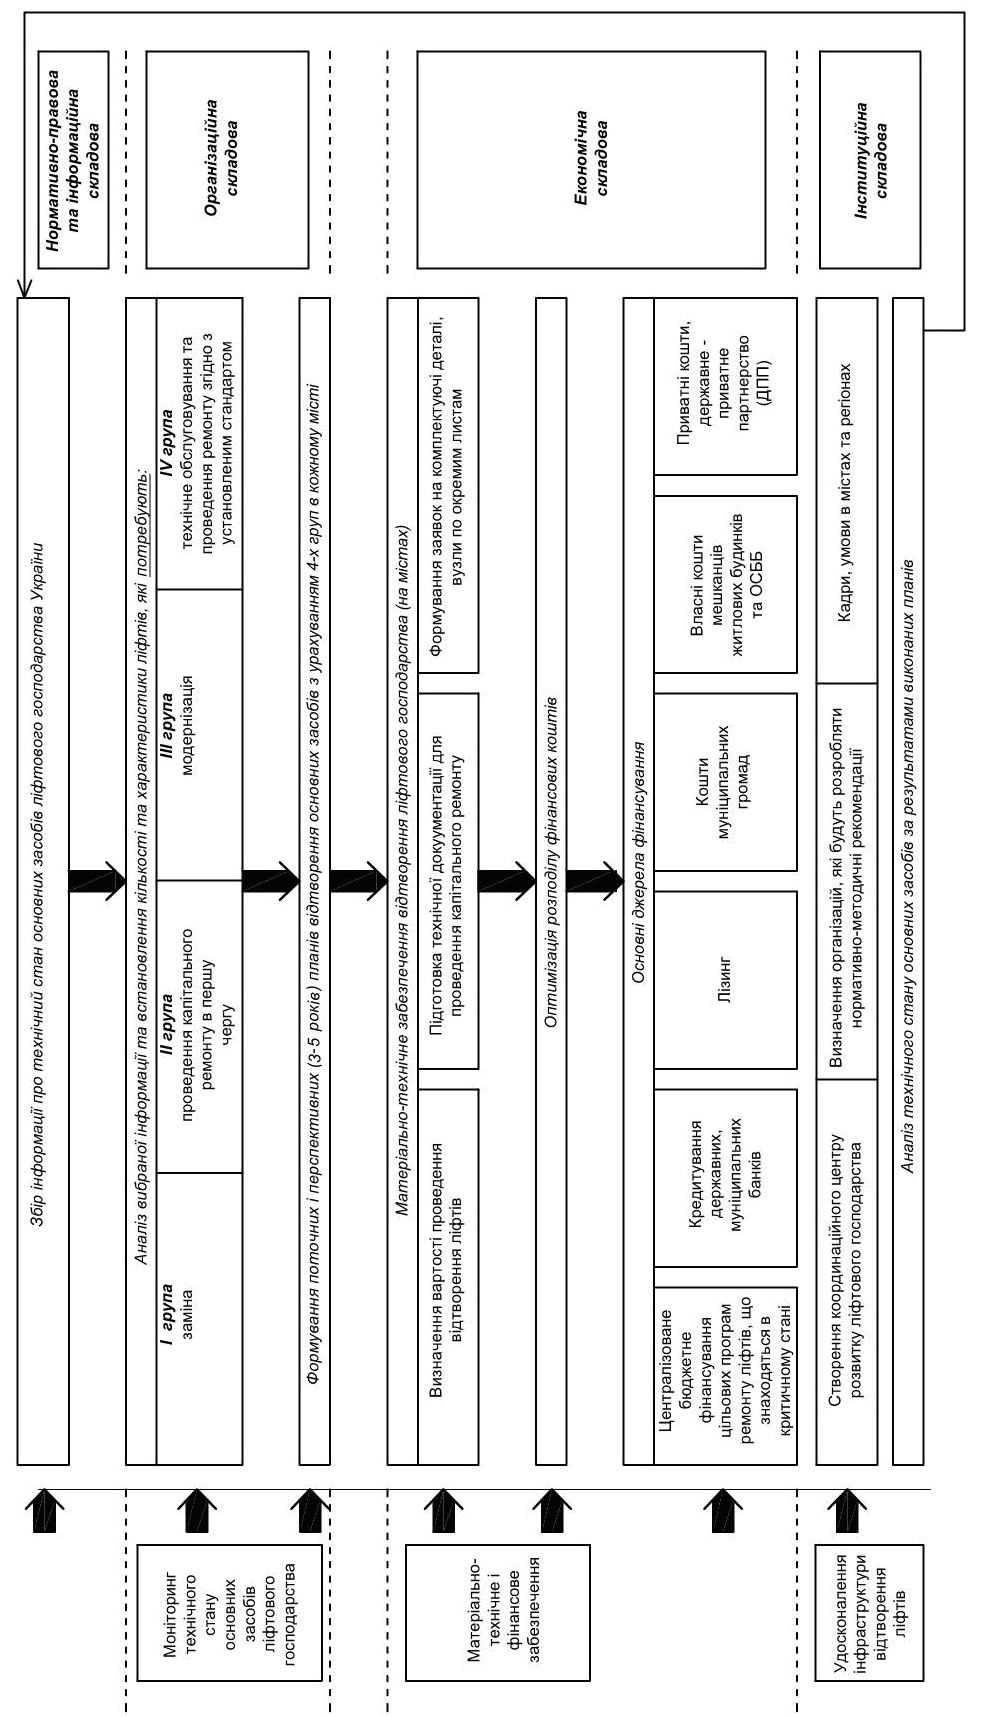 Нормативно-правова
та інформаційна
складова
Організаційна
складова
Економічна
складова
Інституційна
складова
Збір інформації про технічний стан основних засобів ліфтового господарства України
Аналіз вибраної інформації та встановлення кількості та характеристики ліфтів, які потребують:
І група
заміна
ІІ група
проведення капітального
ремонту в першу
чергу
ІІІ група
модернізація
IV група
технічне обслуговування та
проведення ремонту згідно з
установленим стандартом
Формування поточних і перспективних (3-5 років) планів відтворення основних засобів з урахуванням 4-х груп в кожному місті
Матеріально-технічне забезпечення відтворення ліфтового господарства (на містах)
Визначення вартості проведення
відтворення ліфтів
Підготовка технічної докуументації для
проведення капітального ремонту
Формування заявок на комплектуючі деталі,
вузли по окремим листам
Оптимізація розподілу фінансових коштів
Основні джерела фінансування
Централізоване
бюджетне
фінансування
цільових програм
ремонту ліфтів, що
знаходяться в
критичному стані
Кредитування
державних,
муніципальних
банків
Лізинг
Кошти
муніципальних
громад
Власні кошти
мешканців
житлових будинків
та ОСББ
Приватні кошти,
державне -
приватне
партнерство
(ДПП)
Створення координаційного центру
розвитку ліфтового господарства
Визначення організацій, які будуть розробляти
нормативно-методичні рекомендації
Кадри, умови в містах та регіонах
Аналіз технічного стану основних засобів за результатами виконаних планів
Моніторинг
технічного
стану
основних
засобів
ліфтового
господарства
Матеріально-
технічне і
фінансове
забезпечення
Удосконалення
інфраструктури
відтворення
ліфтів